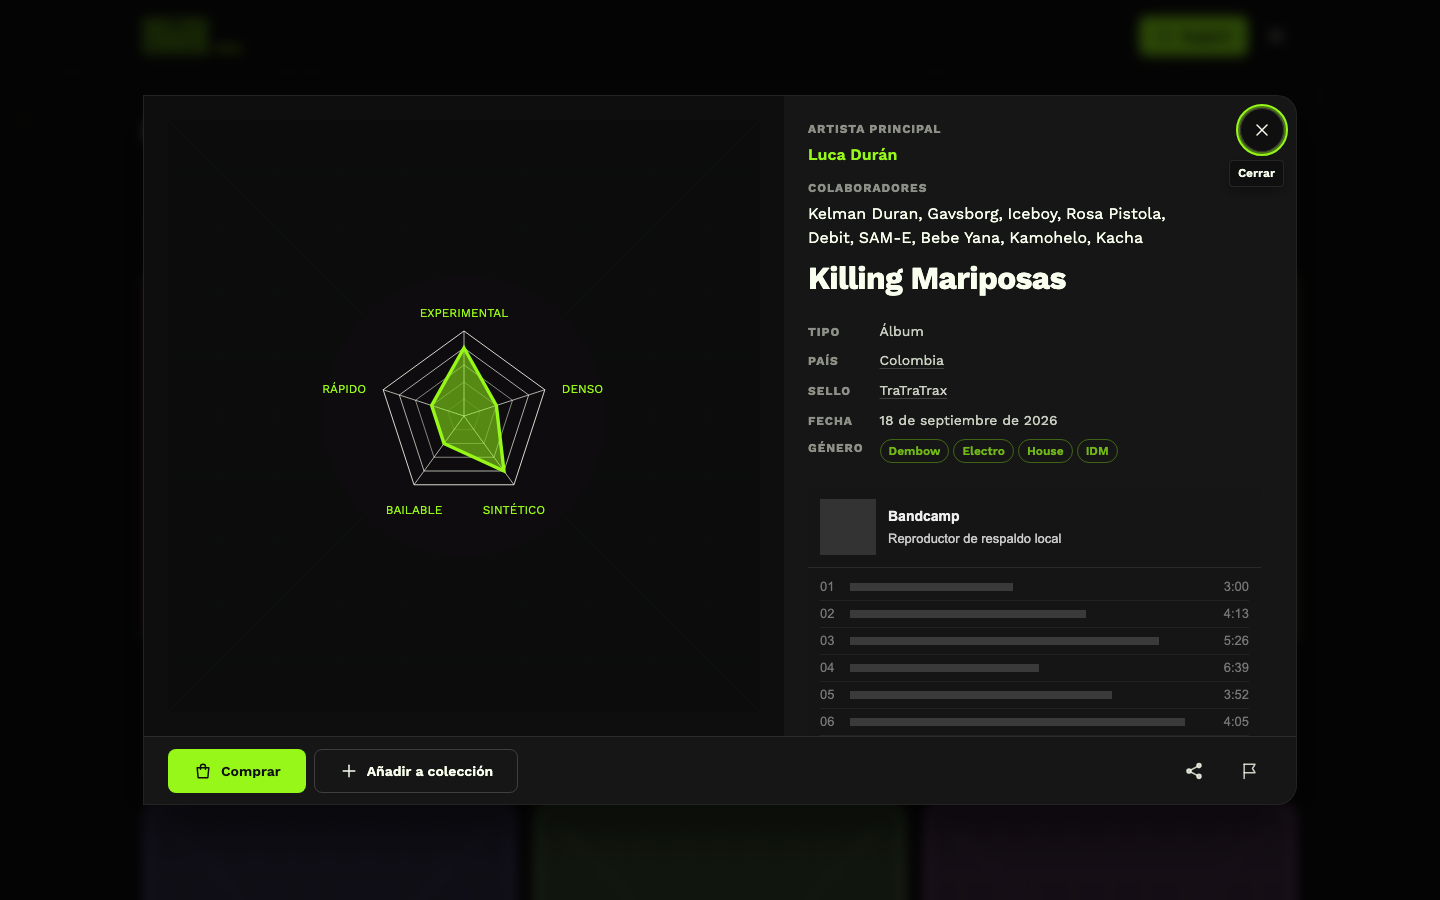 ARTISTA PRINCIPAL
Luca Durán
Cerrar
COLABORADORES
Kelman Duran, Gavsborg, Iceboy, Rosa Pistola,
Debit, SAM-E, Bebe Yana, Kamohelo, Kacha
Killing Mariposas
TIPO Álbum
PAÍS Colombia
SELLO TraTraTrax
FECHA 18 de septiembre de 2026
GÉNERO Dembow Electro House IDM
EXPERIMENTAL
RÁPIDO DENSO
BAILABLE SINTÉTICO
Bandcamp
Reproductor de respaldo local
01 3:00
02 4:13
03 5:26
04 6:39
05 3:52
06 4:05
Comprar Añadir a colección